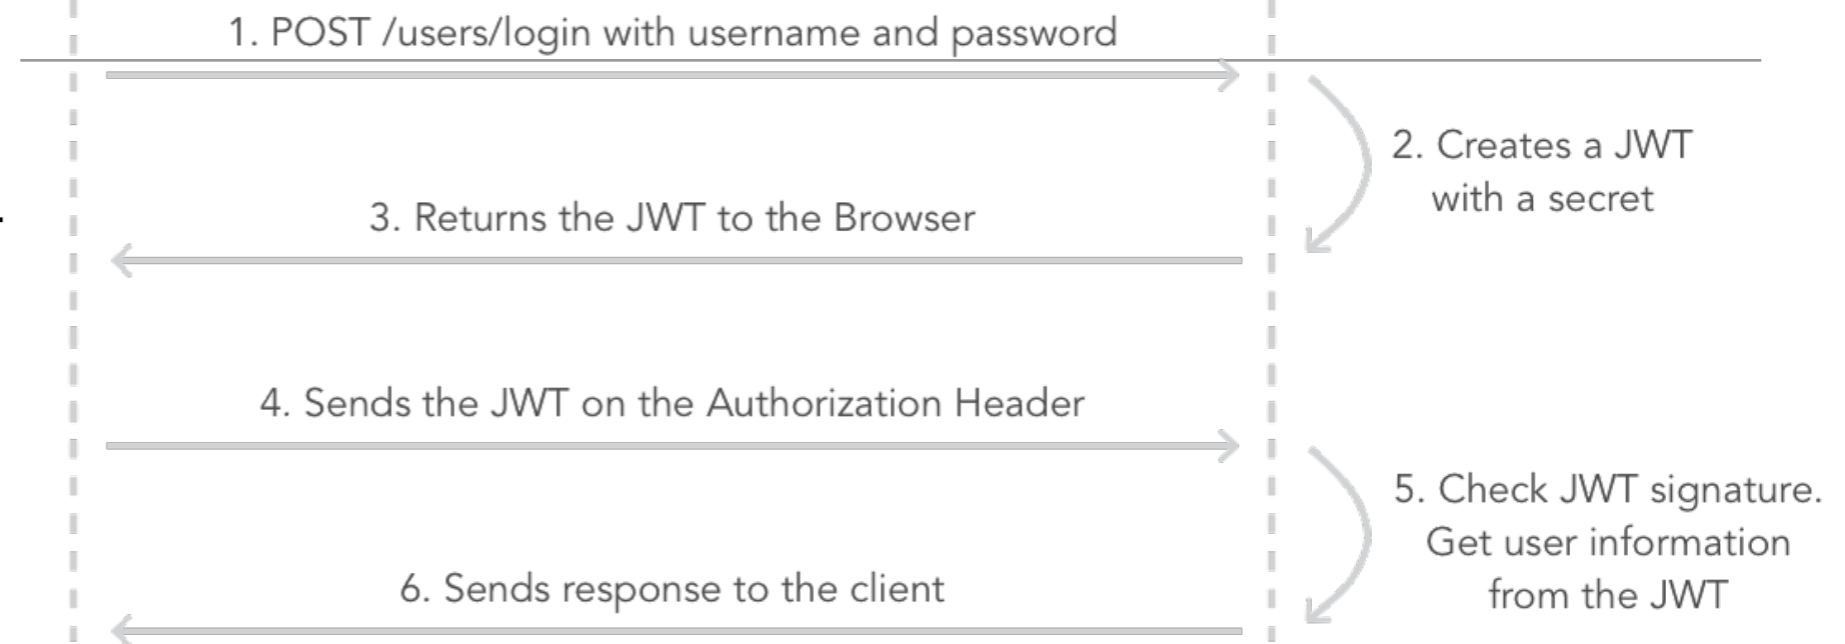 1. POST /users/login with username and password
2. Creates a JWT
with a secret
3. Returns the JWT to the Browser
4. Sends the JWT on the Authorization Header
5. Check JWT signature.
Get user information
from the JWT
6. Sends response to the client